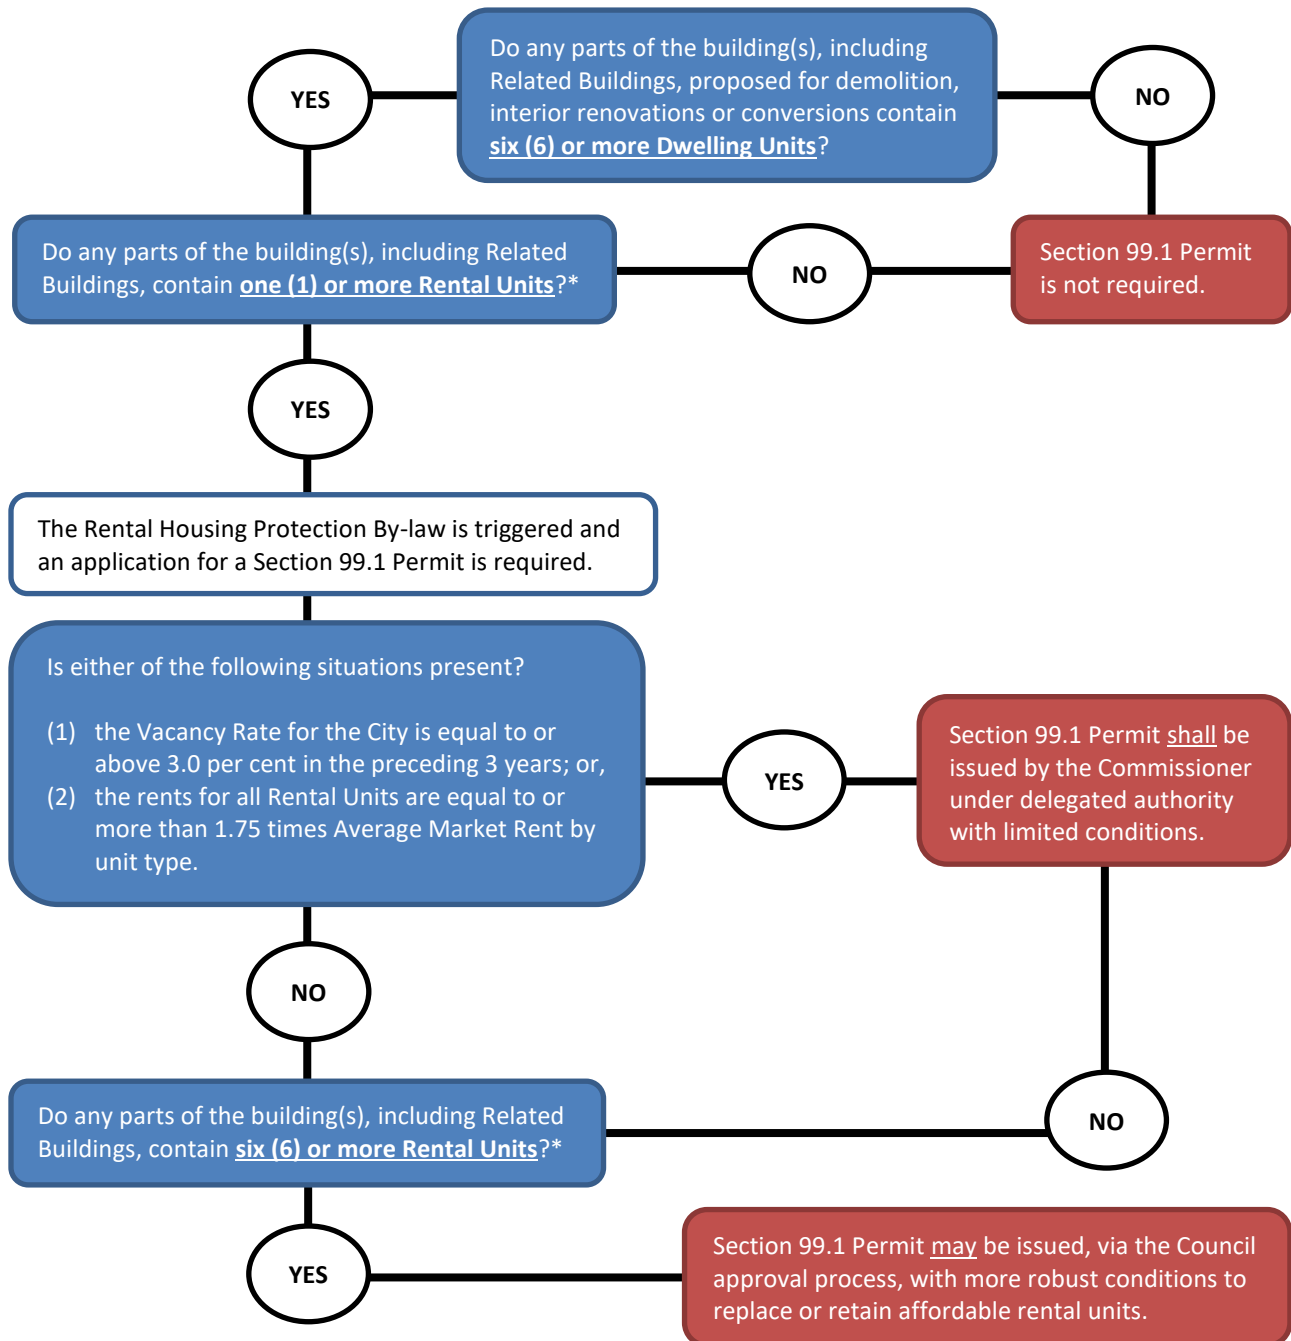 Do any parts of the building(s), including
Related Buildings, proposed for demolition,
interior renovations or conversions contain
six (6) or more Dwelling Units?
YES
NO
Do any parts of the building(s), including Related
Buildings, contain one (1) or more Rental Units?*
NO
Section 99.1 Permit
is not required.
YES
The Rental Housing Protection By-law is triggered and
an application for a Section 99.1 Permit is required.
Is either of the following situations present?
(1) the Vacancy Rate for the City is equal to or
above 3.0 per cent in the preceding 3 years; or,
(2) the rents for all Rental Units are equal to or
more than 1.75 times Average Market Rent by
unit type.
YES
Section 99.1 Permit shall be
issued by the Commissioner
under delegated authority
with limited conditions.
NO
Do any parts of the building(s), including Related
Buildings, contain six (6) or more Rental Units?*
NO
YES
Section 99.1 Permit may be issued, via the Council
approval process, with more robust conditions to
replace or retain affordable rental units.